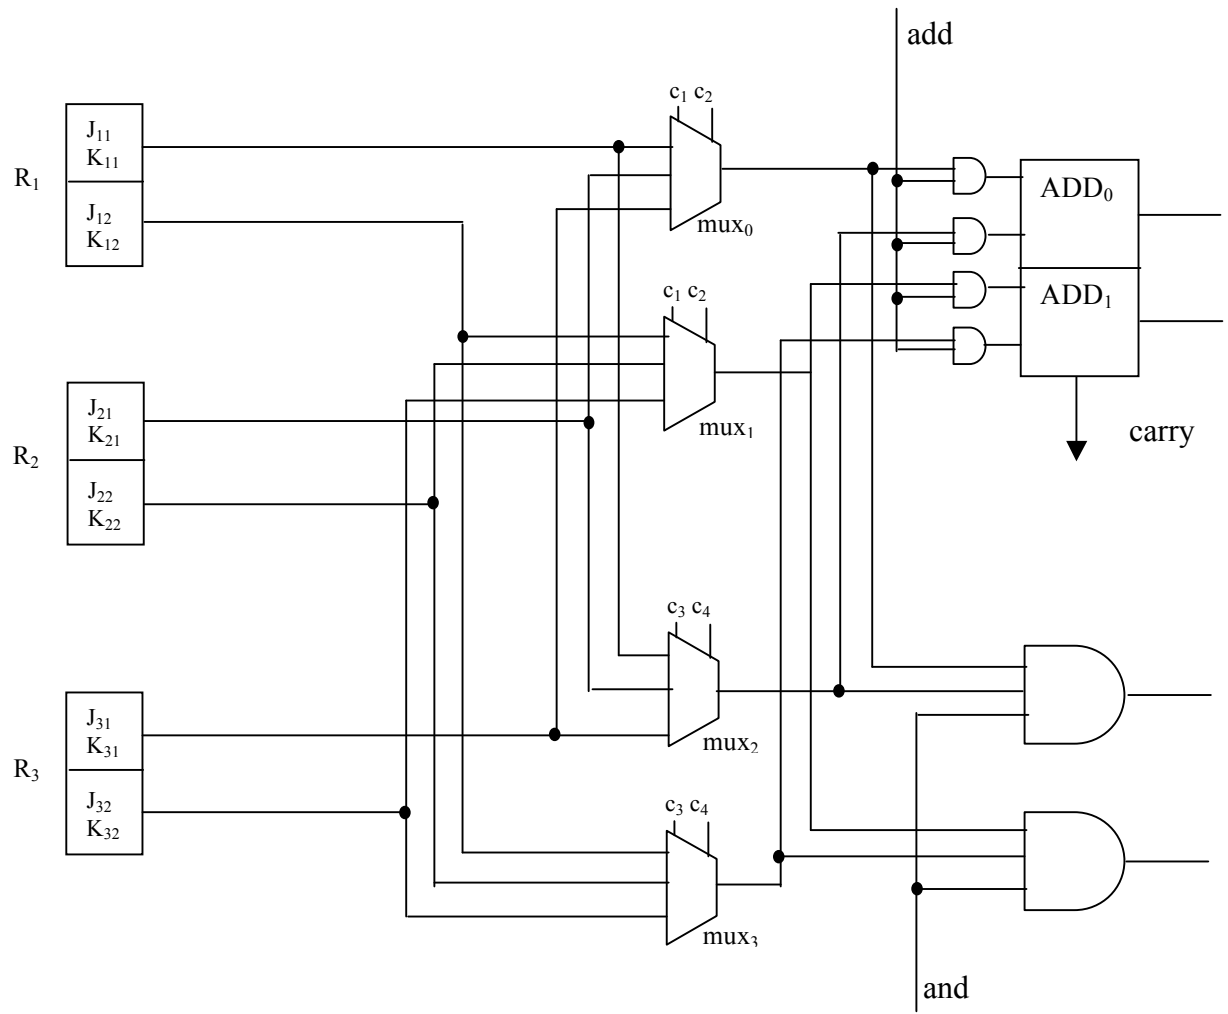 add
c₁ c₂
J₁₁
K₁₁
R₁
J₁₂
K₁₂
mux₀
ADD₀
c₁ c₂
ADD₁
mux₁
carry
J₂₁
K₂₁
R₂
J₂₂
K₂₂
c₃ c₄
mux₂
J₃₁
K₃₁
R₃
J₃₂
K₃₂
c₃ c₄
mux₃
and